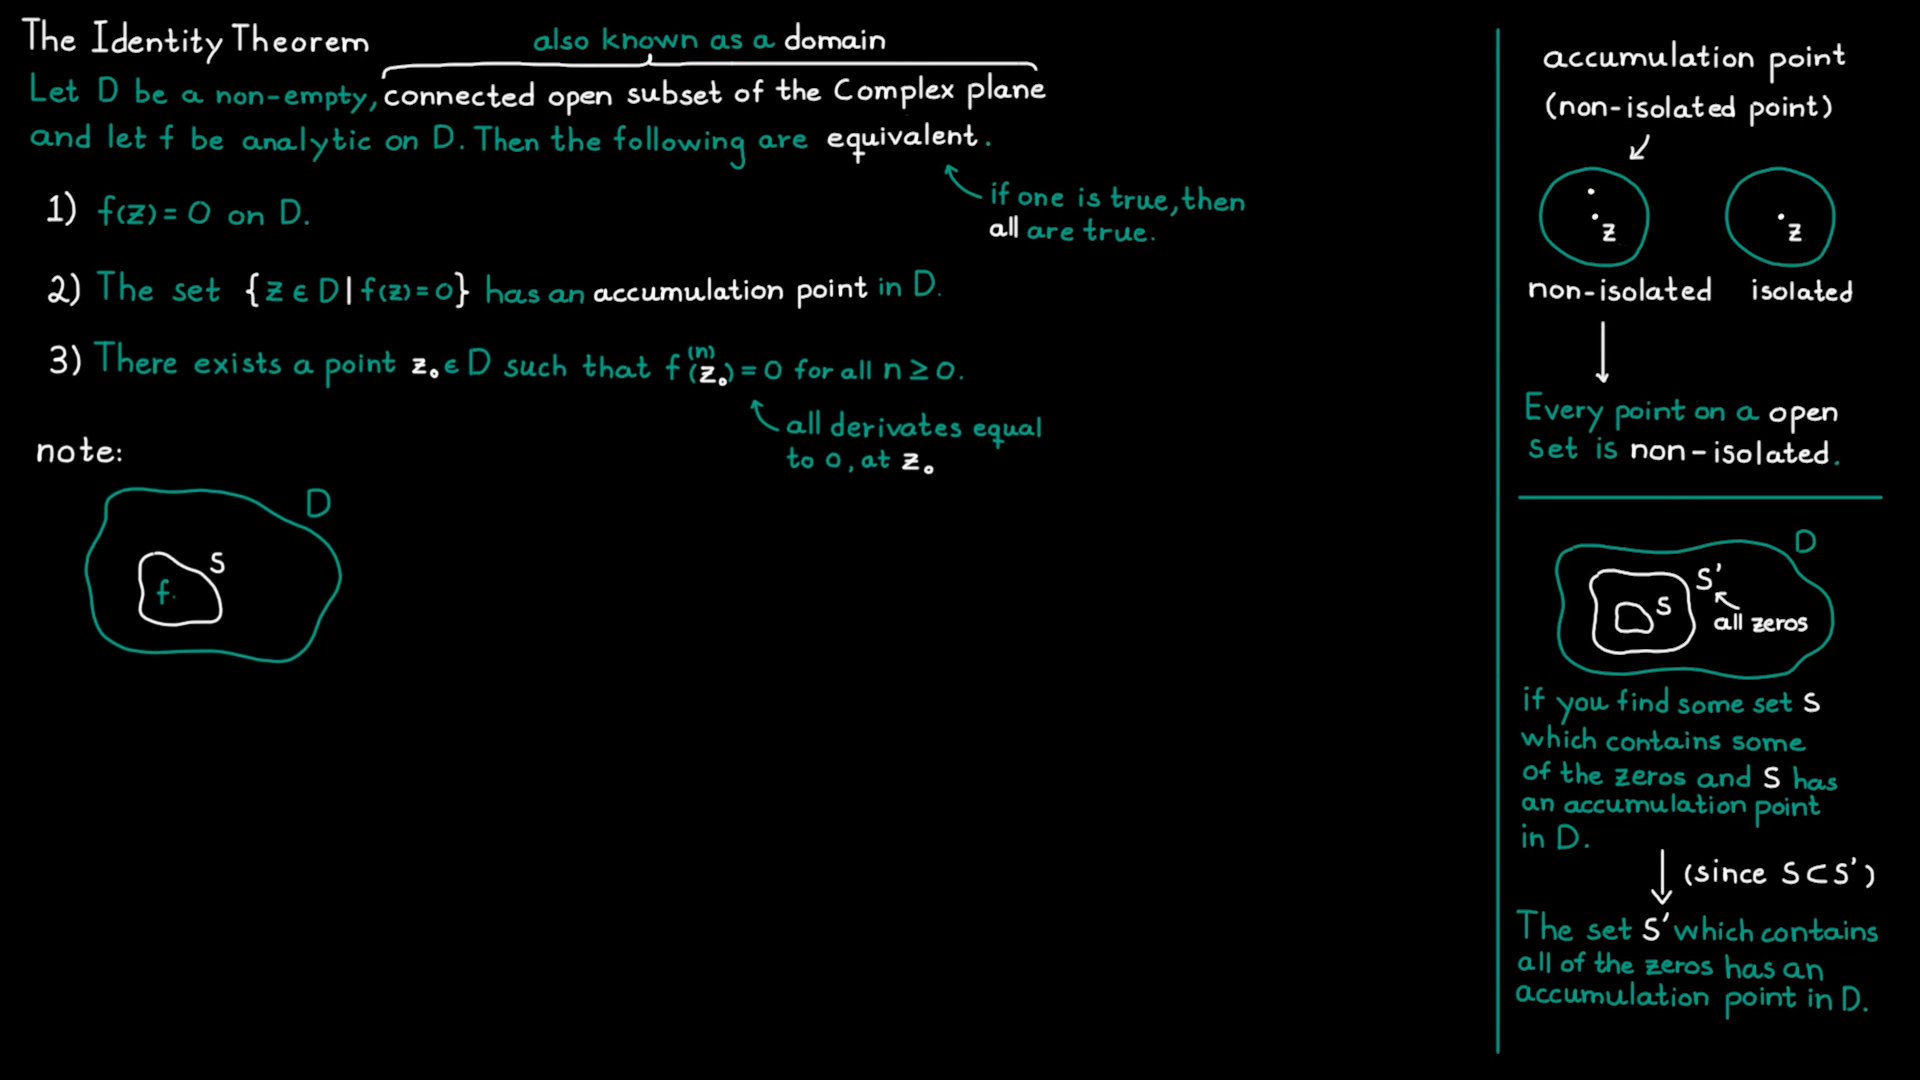 The Identity Theorem
also known as a domain
Let D be a non-empty, connected open subset of the Complex plane
and let f be analytic on D. Then the following are equivalent.
if one is true, then
all are true.
1) f(z) = 0 on D.
2) The set {z ∈ D | f(z) = 0} has an accumulation point in D.
3) There exists a point z₀ ∈ D such that f⁽ⁿ⁾(z₀) = 0 for all n ≥ 0.
all derivates equal
to 0, at z₀
note:
D
S
f.
accumulation point
(non-isolated point)
z
z
non-isolated isolated
Every point on a open
set is non-isolated.
D
S'
S
all zeros
if you find some set S
which contains some
of the zeros and S has
an accumulation point
in D.
(since S ⊂ S')
The set S' which contains
all of the zeros has an
accumulation point in D.